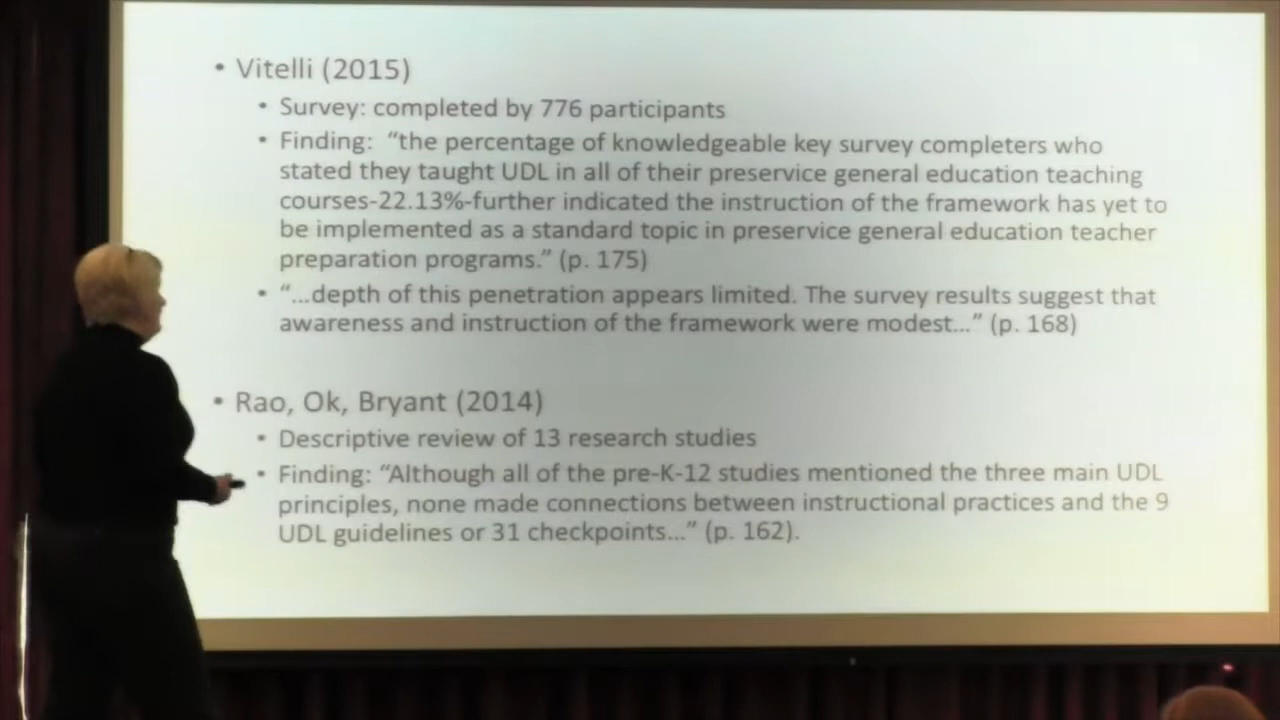 • Vitelli (2015)
• Survey: completed by 776 participants
• Finding: “the percentage of knowledgeable key survey completers who
stated they taught UDL in all of their preservice general education teaching
courses-22.13%-further indicated the instruction of the framework has yet to
be implemented as a standard topic in preservice general education teacher
preparation programs.” (p. 175)
• “…depth of this penetration appears limited. The survey results suggest that
awareness and instruction of the framework were modest…” (p. 168)
• Rao, Ok, Bryant (2014)
• Descriptive review of 13 research studies
• Finding: “Although all of the pre-K-12 studies mentioned the three main UDL
principles, none made connections between instructional practices and the 9
UDL guidelines or 31 checkpoints…” (p. 162).